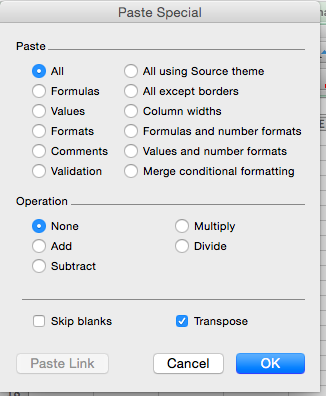 Paste Special
Paste
All
All using Source theme
Formulas
All except borders
Values
Column widths
Formats
Formulas and number formats
Comments
Values and number formats
Validation
Merge conditional formatting
Operation
None
Multiply
Add
Divide
Subtract
Skip blanks
Transpose
Paste Link
Cancel
OK